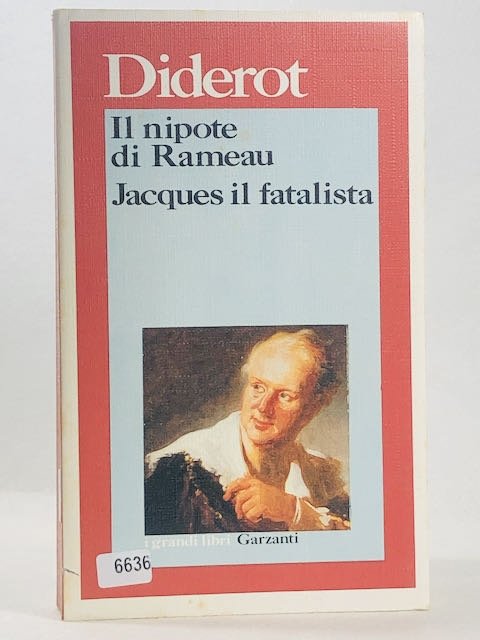 Diderot
Il nipote
di Rameau
Jacques il fatalista
i grandi libri Garzanti
6636